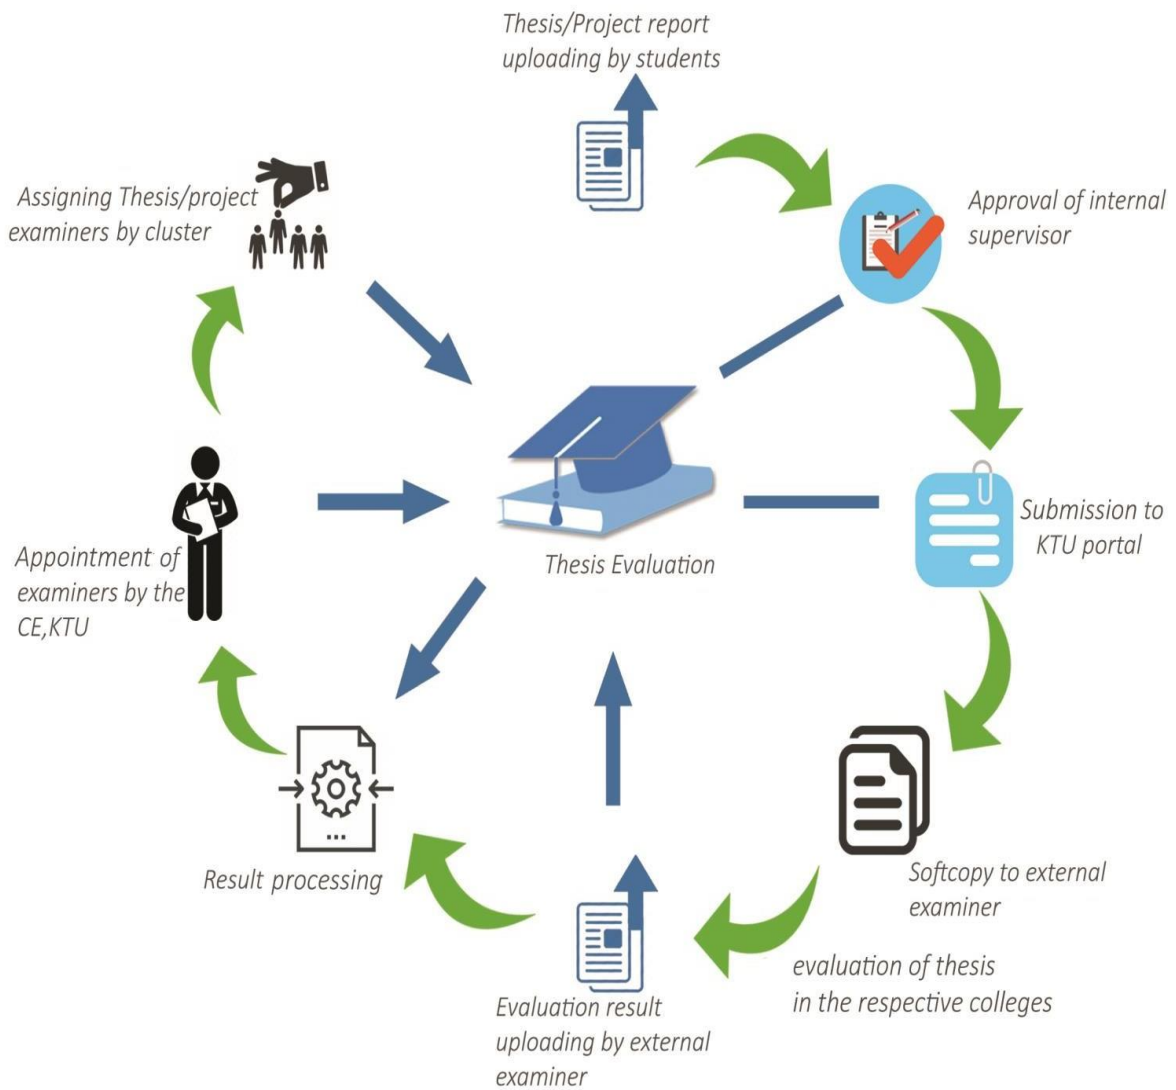 Thesis/Project report
uploading by students
Approval of internal
supervisor
Submission to
KTU portal
Softcopy to external
examiner
evaluation of thesis
in the respective colleges
Evaluation result
uploading by external
examiner
Result processing
Appointment of
examiners by the
CE,KTU
Assigning Thesis/project
examiners by cluster
Thesis Evaluation